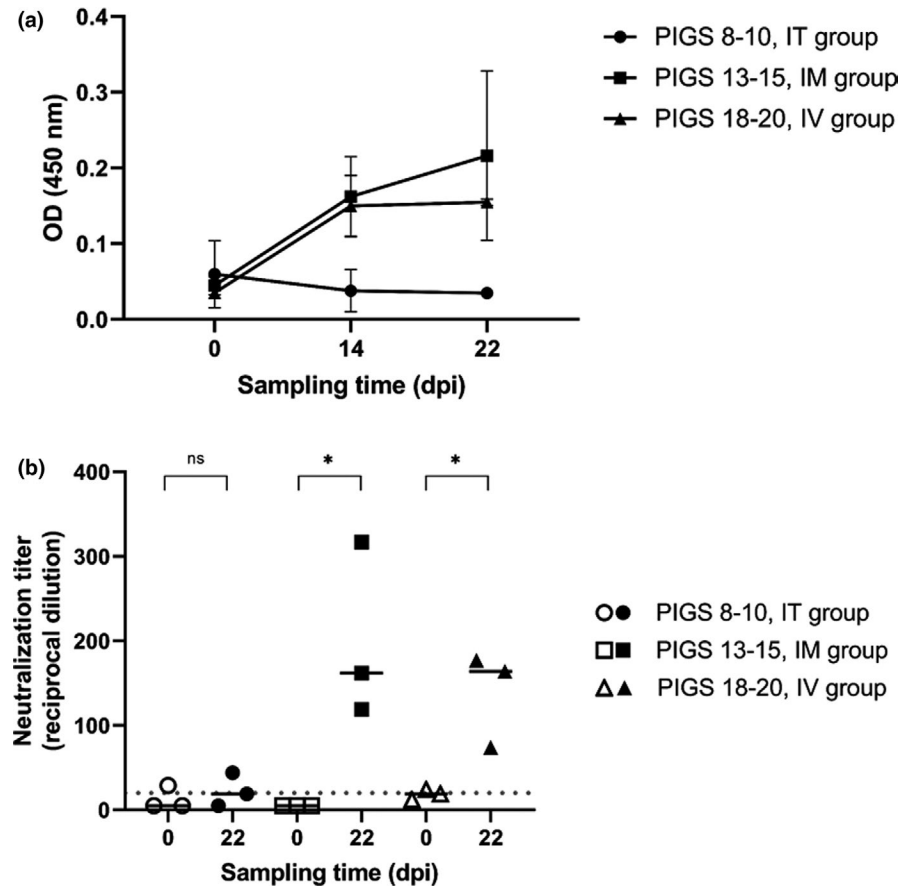 (a)
OD (450 nm)
0.4
0.3
0.2
0.1
0.0
0 14 22
Sampling time (dpi)
PIGS 8-10, IT group
PIGS 13-15, IM group
PIGS 18-20, IV group
(b)
Neutralization titer
(reciprocal dilution)
400
300
200
100
0
ns * *
0 22 0 22 0 22
Sampling time (dpi)
PIGS 8-10, IT group
PIGS 13-15, IM group
PIGS 18-20, IV group